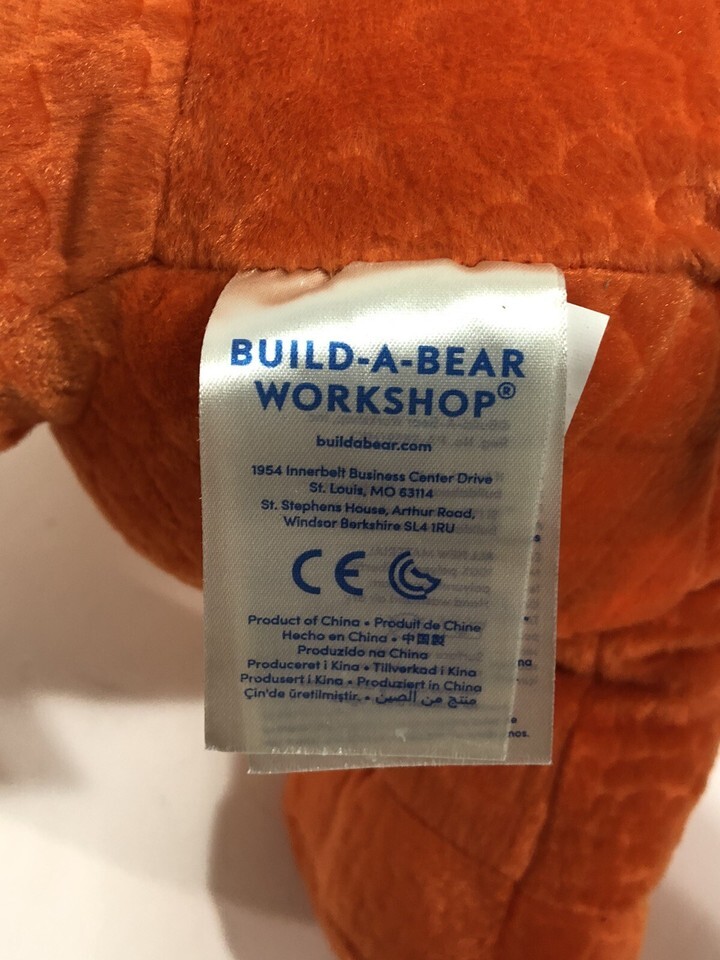 BUILD-A-BEAR
WORKSHOP®
buildabear.com
1954 Innerbelt Business Center Drive
St. Louis, MO 63114
St. Stephens House, Arthur Road,
Windsor Berkshire SL4 1RU
CE
Product of China • Produit de Chine
Hecho en China • 中国製
Produzido na China
Produceret i Kina • Tillverkad i Kina
Produsert i Kina • Produziert in China
Çin'de üretilmiştir. • منتج من الصين